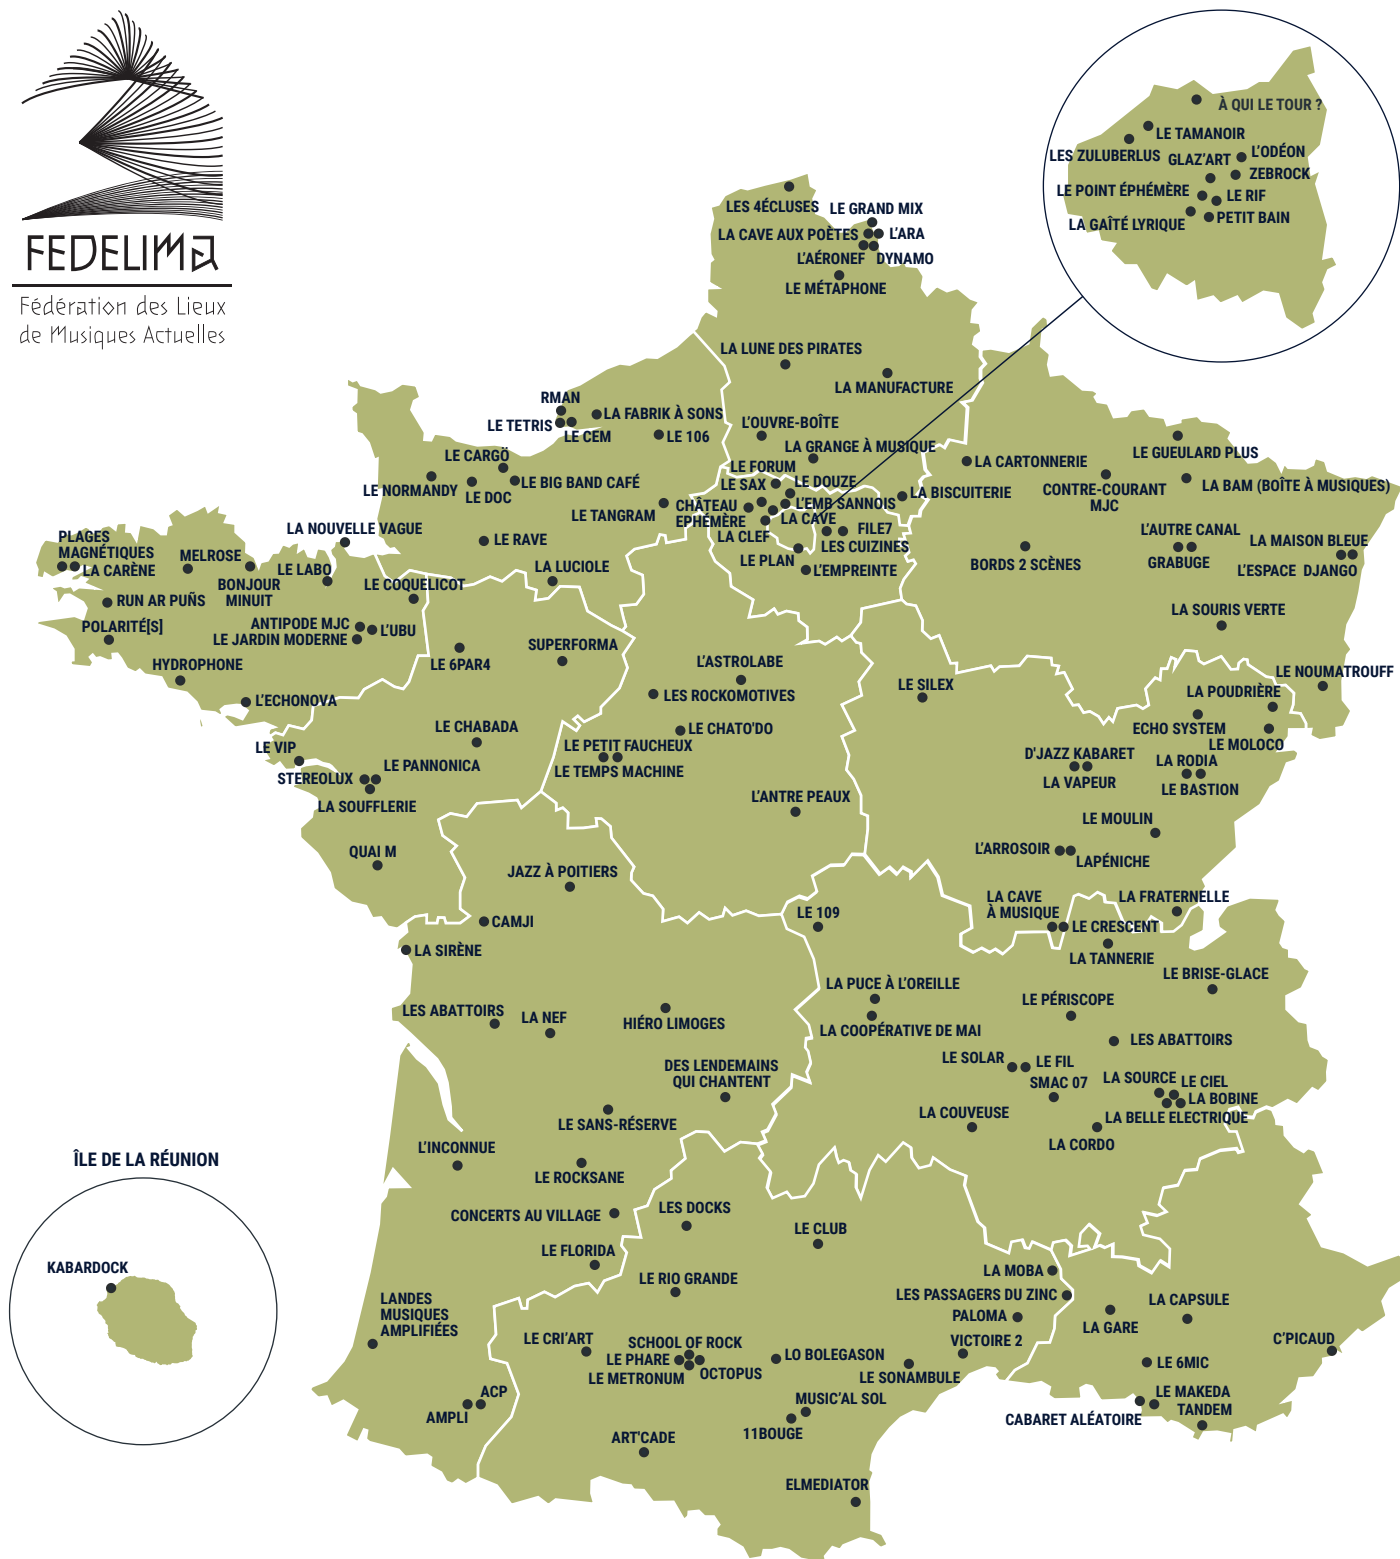 FEDELIMA
Fédération des Lieux
de Musiques Actuelles
À QUI LE TOUR ?
LE TAMANOIR
LES ZULUBERLUS
GLAZ'ART
L'ODÉON
ZEBROCK
LE POINT ÉPHÉMÈRE
LE RIF
LA GAÎTÉ LYRIQUE
PETIT BAIN
LES 4ÉCLUSES
LE GRAND MIX
LA CAVE AUX POÈTES
L'ARA
L'AÉRONEF
DYNAMO
LE MÉTAPHONE
LA LUNE DES PIRATES
LA MANUFACTURE
RMAN
LA FABRIK À SONS
LE TETRIS
LE CEM
LE 106
L'OUVRE-BOÎTE
LA GRANGE À MUSIQUE
LE CARGÖ
LE FORUM
LE NORMANDY
LE DOC
LE BIG BAND CAFÉ
LE SAX
LE DOUZE
LA BISCUITERIE
LE TANGRAM
CHÂTEAU
EPHÉMÈRE
L'EMB SANNOIS
LA CAVE
LA CLEF
FILE7
LES CUIZINES
LE PLAN
L'EMPREINTE
LA CARTONNERIE
LE GUEULARD PLUS
CONTRE-COURANT
MJC
LA BAM (BOÎTE À MUSIQUES)
BORDS 2 SCÈNES
L'AUTRE CANAL
GRABUGE
LA MAISON BLEUE
L'ESPACE DJANGO
LA SOURIS VERTE
LE NOUMATROUFF
LA NOUVELLE VAGUE
LE RAVE
LA LUCIOLE
PLAGES
MAGNÉTIQUES
LA CARÈNE
MELROSE
BONJOUR
MINUIT
LE LABO
LE COQUELICOT
RUN AR PUÑS
POLARITÉ[S]
ANTIPODE MJC
LE JARDIN MODERNE
L'UBU
HYDROPHONE
L'ECHONOVA
LE 6PAR4
SUPERFORMA
L'ASTROLABE
LES ROCKOMOTIVES
LE CHATO'DO
LE SILEX
LA POUDRIÈRE
ECHO SYSTEM
LE MOLOCO
LE CHABADA
LE VIP
STEREOLUX
LE PANNONICA
LA SOUFFLERIE
LE PETIT FAUCHEUX
LE TEMPS MACHINE
L'ANTRE PEAUX
D'JAZZ KABARET
LA VAPEUR
LA RODIA
LE BASTION
LE MOULIN
L'ARROSOIR
LAPÉNICHE
QUAI M
JAZZ À POITIERS
CAMJI
LA SIRÈNE
LE 109
LA CAVE
À MUSIQUE
LA FRATERNELLE
LE CRESCENT
LA TANNERIE
LE BRISE-GLACE
LES ABATTOIRS
LA NEF
HIÉRO LIMOGES
LA PUCE À L'OREILLE
LA COOPÉRATIVE DE MAI
LE PÉRISCOPE
LES ABATTOIRS
DES LENDEMAINS
QUI CHANTENT
LE SOLAR
LE FIL
SMAC 07
LA SOURCE
LE CIEL
LA BOBINE
LA BELLE ELECTRIQUE
LE SANS-RÉSERVE
LA COUVEUSE
LA CORDO
L'INCONNUE
LE ROCKSANE
ÎLE DE LA RÉUNION
KABARDOCK
CONCERTS AU VILLAGE
LES DOCKS
LE CLUB
LE FLORIDA
LE RIO GRANDE
LA MOBA
LES PASSAGERS DU ZINC
PALOMA
VICTOIRE 2
LA CAPSULE
LA GARE
C'PICAUD
LANDES
MUSIQUES
AMPLIFIÉES
LE CRI'ART
SCHOOL OF ROCK
LE PHARE
LE METRONUM
OCTOPUS
LO BOLEGASON
LE SONAMBULE
LE 6MIC
LE MAKEDA
CABARET ALÉATOIRE
TANDEM
ACP
AMPLI
MUSIC'AL SOL
11BOUGE
ART'CADE
ELMEDIATOR